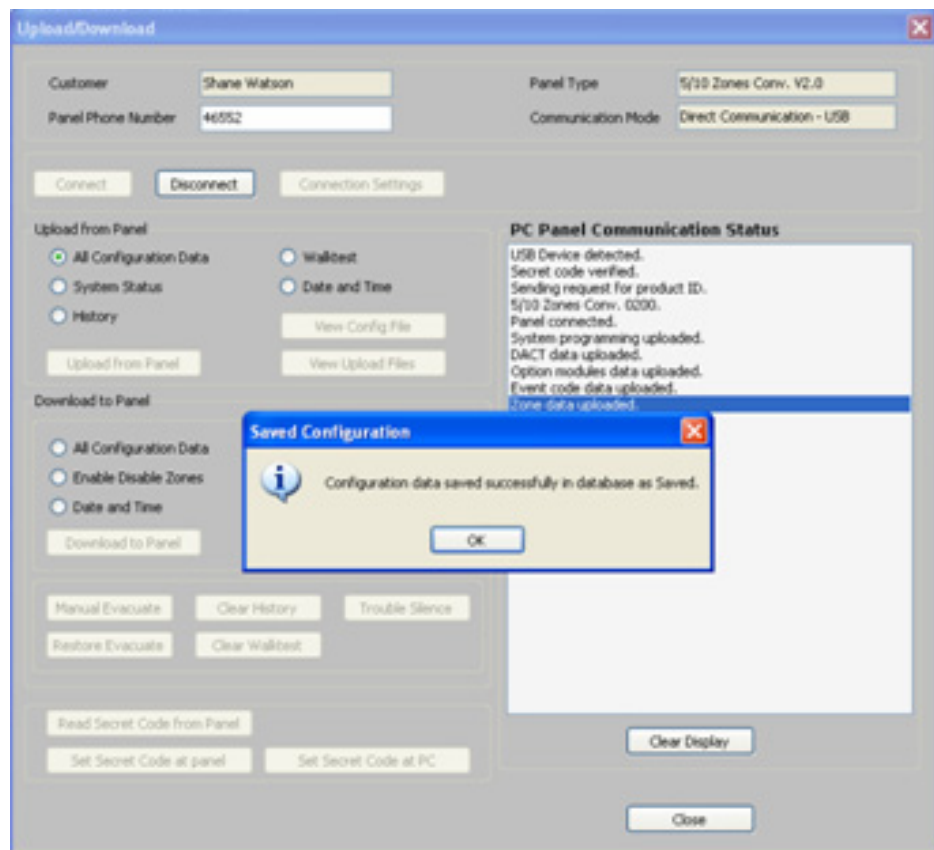 Upload/Download
Customer Shane Watson Panel Type 5/10 Zones Conv. V2.0
Panel Phone Number 46552 Communication Mode Direct Communication - USB
Connect Disconnect Connection Settings
Upload from Panel
All Configuration Data Walktest
System Status Date and Time
History View Config File
Upload from Panel View Upload Files
PC Panel Communication Status
USB Device detected.
Secret code verified.
Sending request for product ID.
5/10 Zones Conv. 0200.
Panel connected.
System programming uploaded.
DACT data uploaded.
Option modules data uploaded.
Event code data uploaded.
Zone data uploaded.
Download to Panel
All Configuration Data
Enable Disable Zones
Date and Time
Download to Panel
Saved Configuration
Configuration data saved successfully in database as Saved.
OK
Manual Evacuate Clear History Trouble Silence
Restore Evacuate Clear Walktest
Read Secret Code from Panel
Set Secret Code at panel Set Secret Code at PC
Clear Display
Close